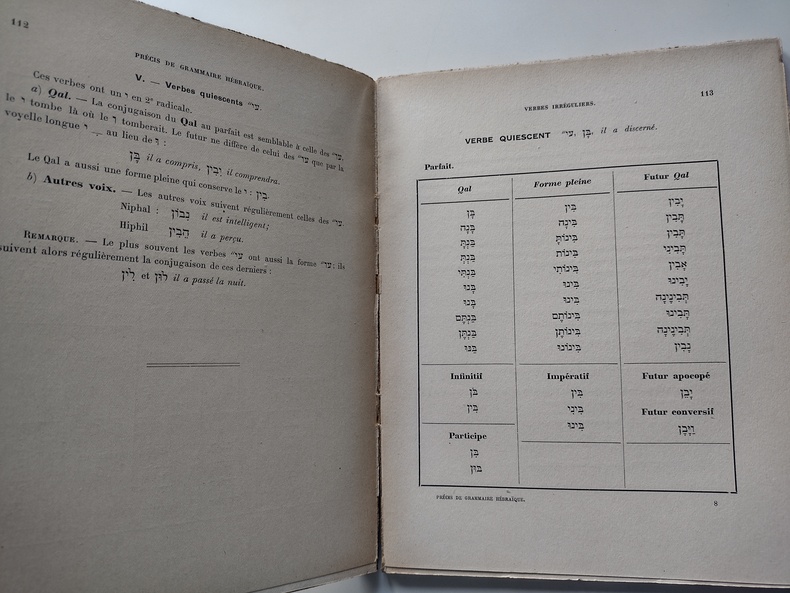 112
PRÉCIS DE GRAMMAIRE HÉBRAÏQUE.
V. — Verbes quiescents ע״י.
Ces verbes ont un י en 2e radicale.
a) Qal. — La conjugaison du Qal au parfait est semblable à celle des ע״ו,
le י tombe là où le ו tomberait. Le futur ne diffère de celui des ע״ו que par la
voyelle longue au lieu de :
בָּן il a compris, יָבִין il comprendra.
Le Qal a aussi une forme pleine qui conserve le י : בִּין.
b) Autres voix. — Les autres voix suivent régulièrement celles des ע״ו.
Niphal : נָבוֹן il est intelligent;
Hiphil הֵבִין il a perçu.
REMARQUE. — Le plus souvent les verbes ע״י ont aussi la forme ע״ו; ils
suivent alors régulièrement la conjugaison de ces derniers :
לִין et לוּן il a passé la nuit.
VERBES IRRÉGULIERS.
113
VERBE QUIESCENT ע״י, בָּן, il a discerné.
Parfait.
Qal
בָּן
בָּנָה
בַּנְתָּ
בַּנְתְּ
בַּנְתִּי
בָּנוּ
בָּנוּ
בַּנְתֶּם
בַּנְתֶּן
בַּנּוּ
Forme pleine
בִּין
בִּינָה
בִּינוֹתָ
בִּינוֹת
בִּינוֹתִי
בִּינוּ
בִּינוּ
בִּינוֹתֶם
בִּינוֹתֶן
בִּינוֹנוּ
Futur Qal
יָבִין
תָּבִין
תָּבִין
תָּבִינִי
אָבִין
יָבִינוּ
תְּבִינֶינָה
תָּבִינוּ
תְּבִינֶינָה
נָבִין
Infinitif
בֹּן
בִּין
Impératif
בִּין
בִּינִי
בִּינוּ
Futur apocopé
יָבֵן
Futur conversif
וַיָּבֶן
Participe
בָּן
בּוּן
PRÉCIS DE GRAMMAIRE HÉBRAÏQUE.
8